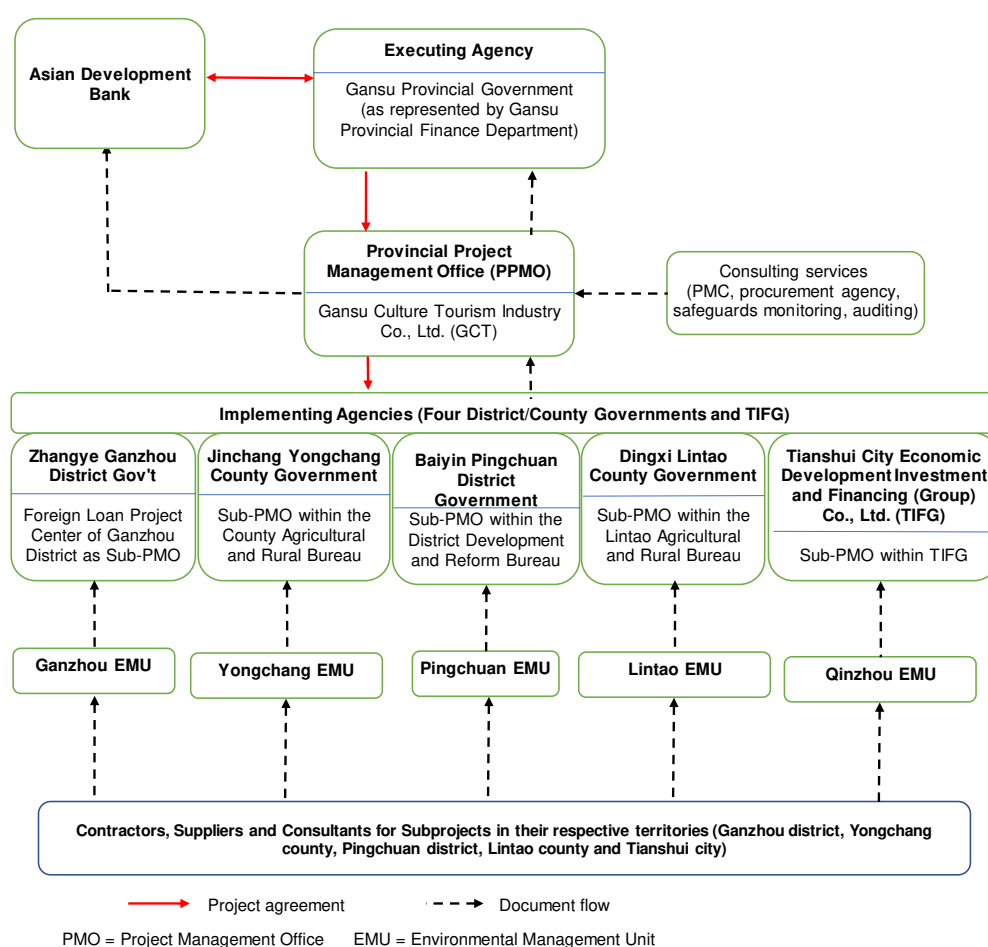 Asian Development
Bank
Executing Agency
Gansu Provincial Government
(as represented by Gansu
Provincial Finance Department)
Provincial Project
Management Office (PPMO)
Gansu Culture Tourism Industry
Co., Ltd. (GCT)
Consulting services
(PMC, procurement agency,
safeguards monitoring, auditing)
Implementing Agencies (Four District/County Governments and TIFG)
Zhangye Ganzhou
District Gov't
Foreign Loan Project
Center of Ganzhou
District as Sub-PMO
Jinchang Yongchang
County Government
Sub-PMO within the
County Agricultural
and Rural Bureau
Baiyin Pingchuan
District
Government
Sub-PMO within the
District Development
and Reform Bureau
Dingxi Lintao
County Government
Sub-PMO within the
Lintao Agricultural
and Rural Bureau
Tianshui City Economic
Development Investment
and Financing (Group)
Co., Ltd. (TIFG)
Sub-PMO within TIFG
Ganzhou EMU
Yongchang EMU
Pingchuan EMU
Lintao EMU
Qinzhou EMU
Contractors, Suppliers and Consultants for Subprojects in their respective territories (Ganzhou district, Yongchang
county, Pingchuan district, Lintao county and Tianshui city)
Project agreement
Document flow
PMO = Project Management Office EMU = Environmental Management Unit